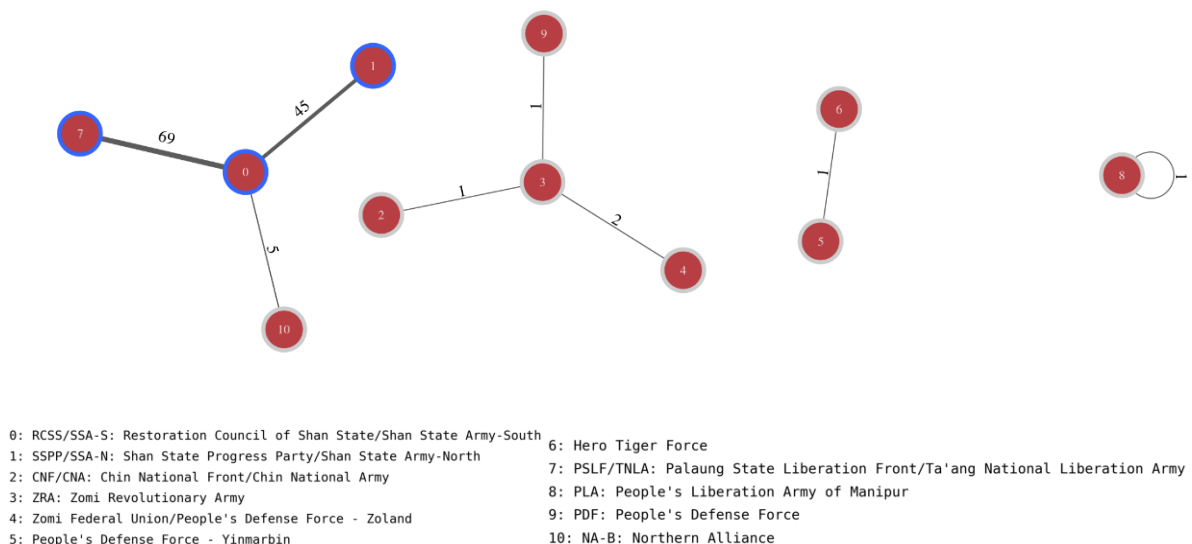 9
1
45
6
7
69
1
0
3
8
1
1
1
2
2
5
5
4
10
0: RCSS/SSA-S: Restoration Council of Shan State/Shan State Army-South
1: SSPP/SSA-N: Shan State Progress Party/Shan State Army-North
2: CNF/CNA: Chin National Front/Chin National Army
3: ZRA: Zomi Revolutionary Army
4: Zomi Federal Union/People's Defense Force - Zoland
5: People's Defense Force - Yinmarbin
6: Hero Tiger Force
7: PSLF/TNLA: Palaung State Liberation Front/Ta'ang National Liberation Army
8: PLA: People's Liberation Army of Manipur
9: PDF: People's Defense Force
10: NA-B: Northern Alliance